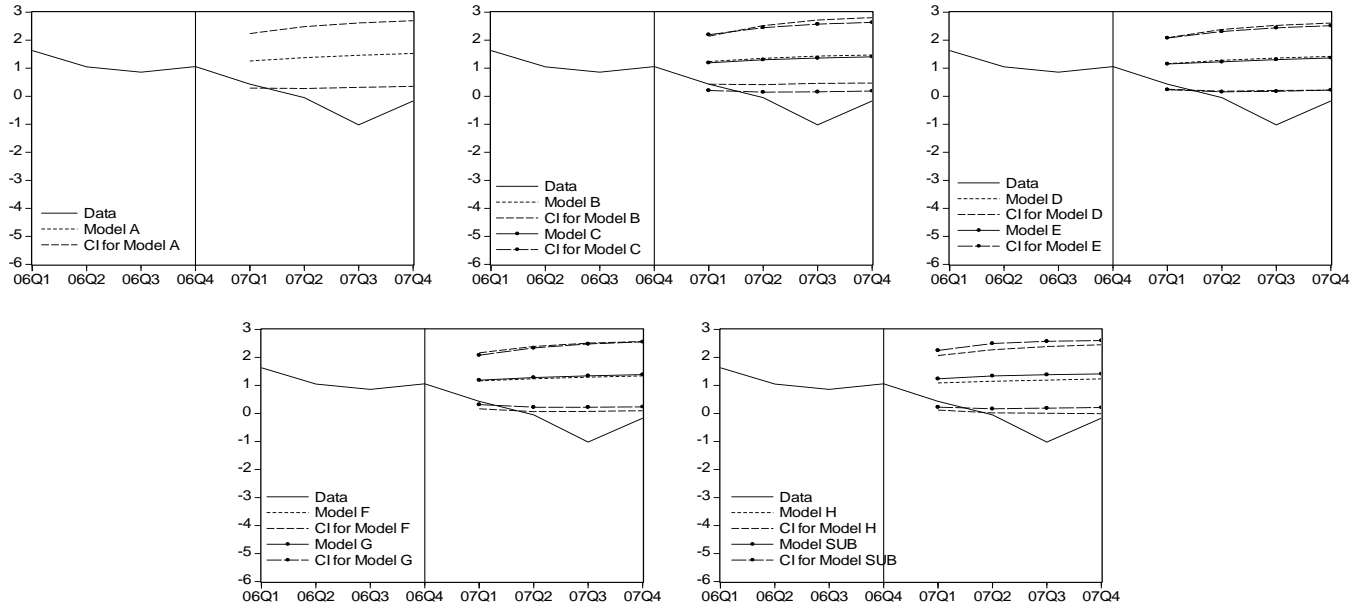 3
2
1
0
-1
-2
-3
-4
-5
-6
Data
Model A
CI for Model A
06Q1 06Q2 06Q3 06Q4 07Q1 07Q2 07Q3 07Q4
3
2
1
0
-1
-2
-3
-4
-5
-6
Data
Model B
CI for Model B
Model C
CI for Model C
06Q1 06Q2 06Q3 06Q4 07Q1 07Q2 07Q3 07Q4
3
2
1
0
-1
-2
-3
-4
-5
-6
Data
Model D
CI for Model D
Model E
CI for Model E
06Q1 06Q2 06Q3 06Q4 07Q1 07Q2 07Q3 07Q4
3
2
1
0
-1
-2
-3
-4
-5
-6
Data
Model F
CI for Model F
Model G
CI for Model G
06Q1 06Q2 06Q3 06Q4 07Q1 07Q2 07Q3 07Q4
3
2
1
0
-1
-2
-3
-4
-5
-6
Data
Model H
CI for Model H
Model SUB
CI for Model SUB
06Q1 06Q2 06Q3 06Q4 07Q1 07Q2 07Q3 07Q4